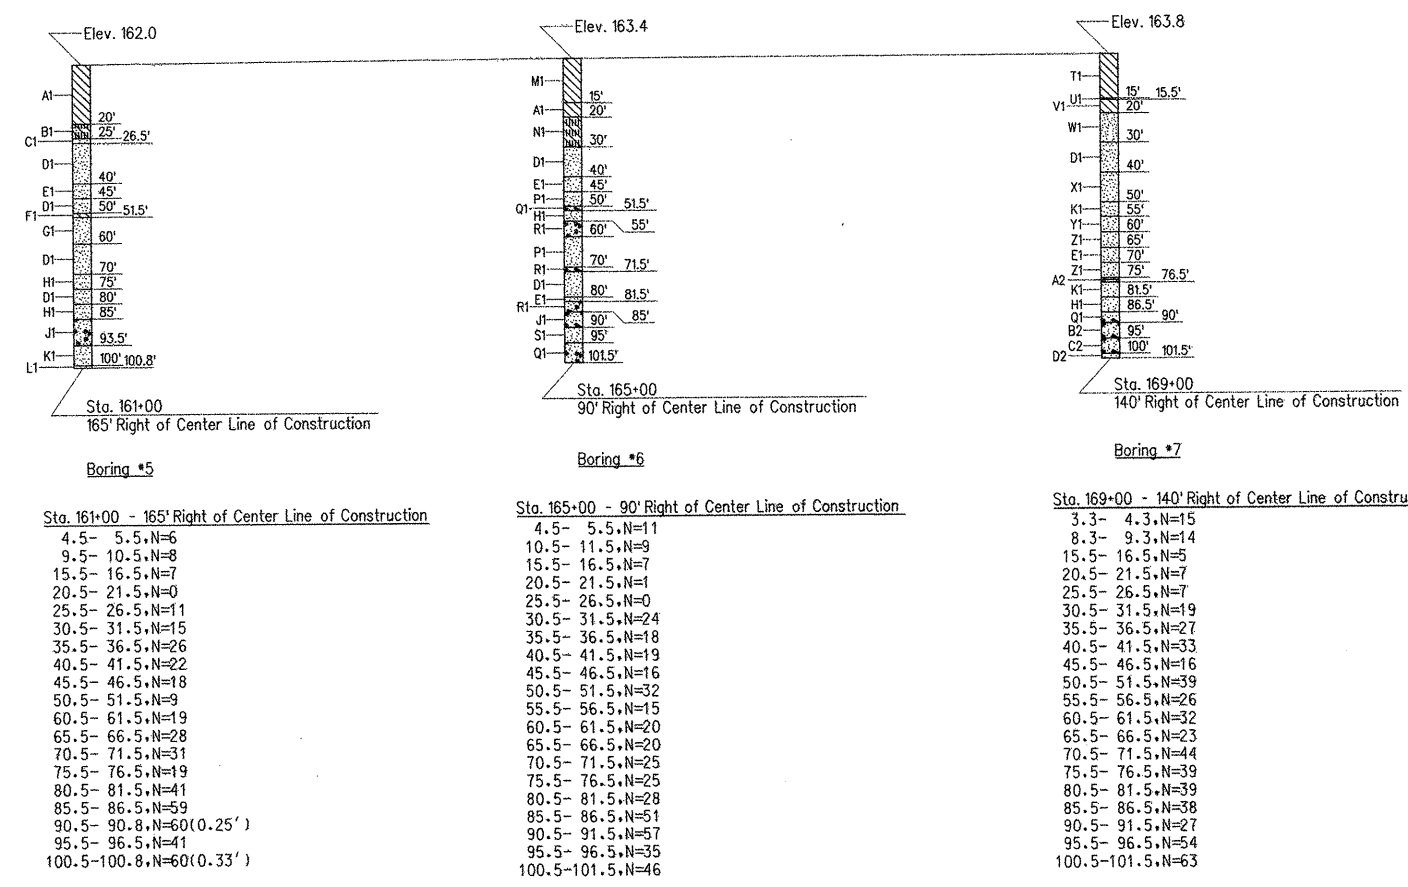 Elev. 162.0
A1
20'
B1
25'
26.5'
C1
D1
40'
E1
45'
D1
50'
51.5'
F1
G1
60'
D1
70'
H1
75'
D1
80'
H1
85'
J1
93.5'
K1
100'
100.8'
L1
Sta. 161+00
165' Right of Center Line of Construction
Boring *5
Sta. 161+00 - 165' Right of Center Line of Construction
4.5- 5.5,N=6
9.5- 10.5,N=8
15.5- 16.5,N=7
20.5- 21.5,N=0
25.5- 26.5,N=11
30.5- 31.5,N=15
35.5- 36.5,N=26
40.5- 41.5,N=22
45.5- 46.5,N=18
50.5- 51.5,N=9
60.5- 61.5,N=19
65.5- 66.5,N=28
70.5- 71.5,N=31
75.5- 76.5,N=19
80.5- 81.5,N=41
85.5- 86.5,N=59
90.5- 90.8,N=60(0.25')
95.5- 96.5,N=41
100.5-100.8,N=60(0.33')
Elev. 163.4
M1
15'
A1
20'
N1
30'
D1
40'
E1
45'
P1
50'
51.5'
Q1
H1
55'
R1
60'
P1
70'
71.5'
R1
D1
80'
81.5'
E1
R1
85'
J1
90'
S1
95'
Q1
101.5'
Sta. 165+00
90' Right of Center Line of Construction
Boring *6
Sta. 165+00 - 90' Right of Center Line of Construction
4.5- 5.5,N=11
10.5- 11.5,N=9
15.5- 16.5,N=7
20.5- 21.5,N=1
25.5- 26.5,N=0
30.5- 31.5,N=24
35.5- 36.5,N=18
40.5- 41.5,N=19
45.5- 46.5,N=16
50.5- 51.5,N=32
55.5- 56.5,N=15
60.5- 61.5,N=20
65.5- 66.5,N=20
70.5- 71.5,N=25
75.5- 76.5,N=25
80.5- 81.5,N=28
85.5- 86.5,N=51
90.5- 91.5,N=57
95.5- 96.5,N=35
100.5-101.5,N=46
Elev. 163.8
T1
15'
15.5'
U1
V1
20'
W1
30'
D1
40'
X1
50'
K1
55'
Y1
60'
Z1
65'
E1
70'
Z1
75'
76.5'
A2
K1
81.5'
H1
86.5'
Q1
90'
B2
95'
C2
100'
101.5'
D2
Sta. 169+00
140' Right of Center Line of Construction
Boring *7
Sta. 169+00 - 140' Right of Center Line of Constru
3.3- 4.3,N=15
8.3- 9.3,N=14
15.5- 16.5,N=5
20.5- 21.5,N=7
25.5- 26.5,N=7
30.5- 31.5,N=19
35.5- 36.5,N=27
40.5- 41.5,N=33
45.5- 46.5,N=16
50.5- 51.5,N=39
55.5- 56.5,N=26
60.5- 61.5,N=32
65.5- 66.5,N=23
70.5- 71.5,N=44
75.5- 76.5,N=39
80.5- 81.5,N=39
85.5- 86.5,N=38
90.5- 91.5,N=27
95.5- 96.5,N=54
100.5-101.5,N=63